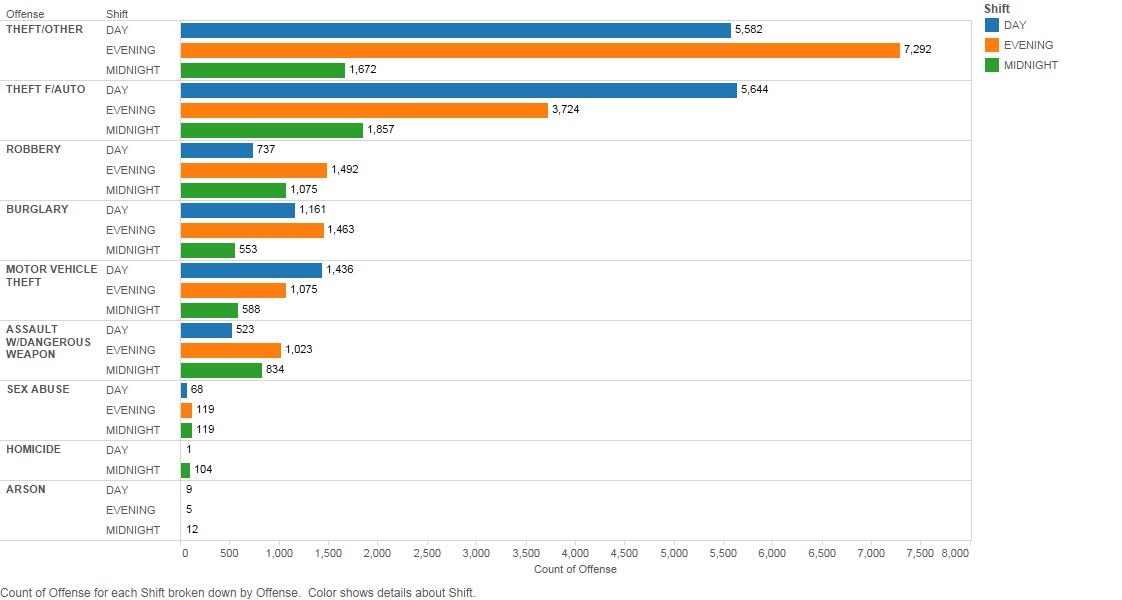 Offense Shift
THEFT/OTHER DAY 5,582
EVENING 7,292
MIDNIGHT 1,672
THEFT F/AUTO DAY 5,644
EVENING 3,724
MIDNIGHT 1,857
ROBBERY DAY 737
EVENING 1,492
MIDNIGHT 1,075
BURGLARY DAY 1,161
EVENING 1,463
MIDNIGHT 553
MOTOR VEHICLE DAY 1,436
THEFT
EVENING 1,075
MIDNIGHT 588
ASSAULT DAY 523
W/DANGEROUS
EVENING 1,023
WEAPON
MIDNIGHT 834
SEX ABUSE DAY 68
EVENING 119
MIDNIGHT 119
HOMICIDE DAY 1
MIDNIGHT 104
ARSON DAY 9
EVENING 5
MIDNIGHT 12
0 500 1,000 1,500 2,000 2,500 3,000 3,500 4,000 4,500 5,000 5,500 6,000 6,500 7,000 7,500 8,000
Count of Offense
Shift
DAY
EVENING
MIDNIGHT
Count of Offense for each Shift broken down by Offense. Color shows details about Shift.